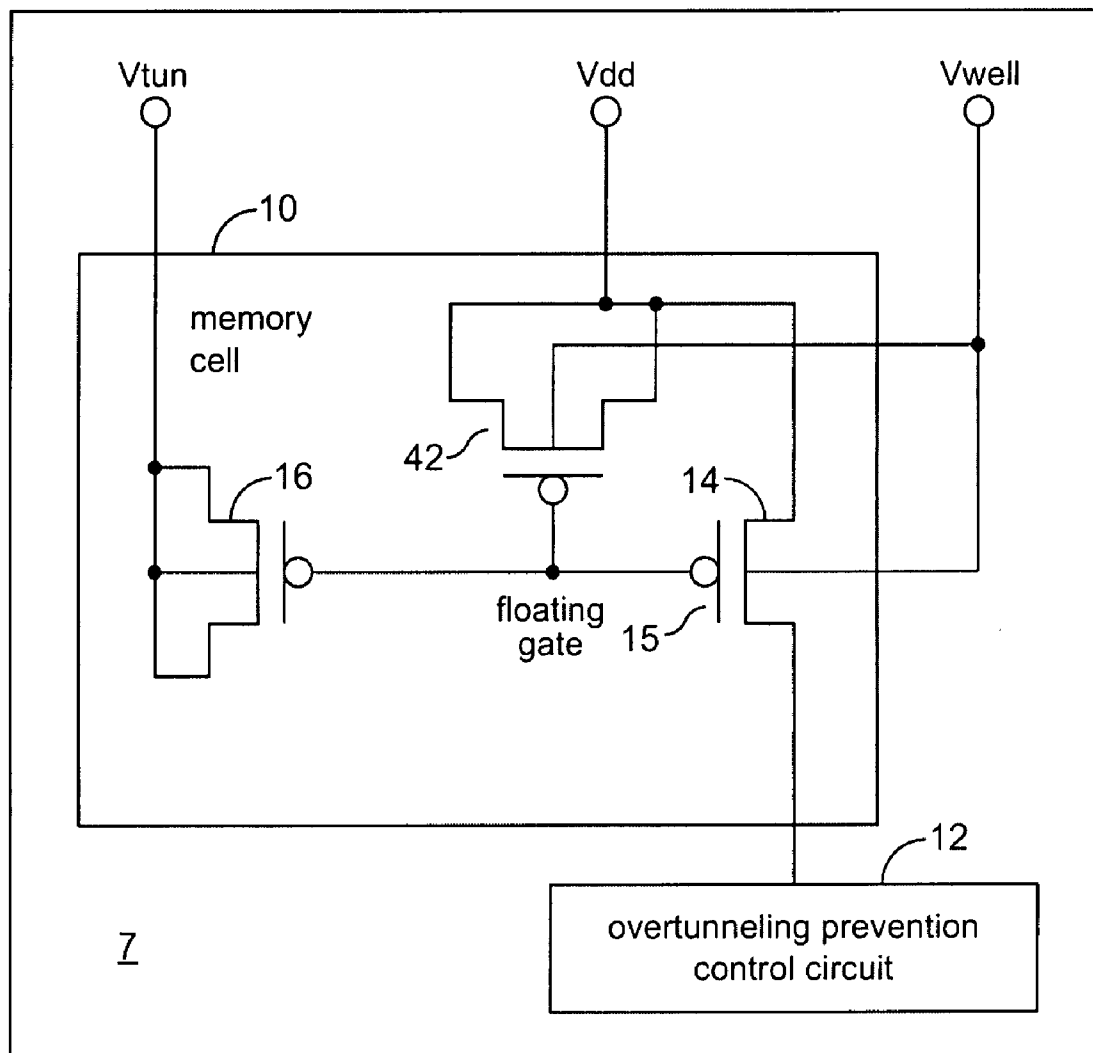 Vtun
Vdd
Vwell
10
memory
cell
42
16
14
floating
gate
15
12
overtunneling prevention
control circuit
7